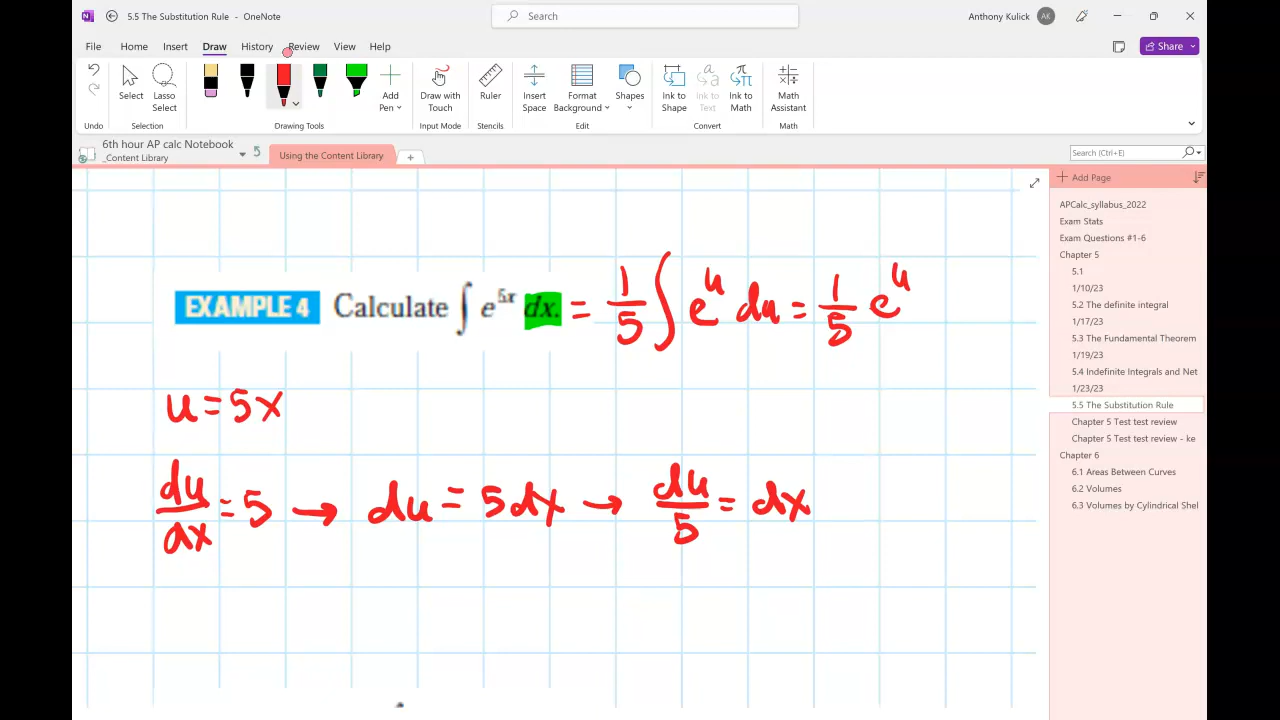 5.5 The Substitution Rule - OneNote
Search
Anthony Kulick AK
File Home Insert Draw History Review View Help
Share
Undo
Select
Lasso Select
Add Pen
Draw with Touch
Ruler
Insert Space
Format Background
Shapes
Ink to Shape
Ink to Text
Ink to Math
Math Assistant
Undo Selection Drawing Tools Input Mode Stencils Edit Convert Math
6th hour AP calc Notebook
_Content Library
Using the Content Library
Search (Ctrl+E)
Add Page
APCalc_syllabus_2022
Exam Stats
Exam Questions #1-6
Chapter 5
5.1
1/10/23
5.2 The definite integral
1/17/23
5.3 The Fundamental Theorem
1/19/23
5.4 Indefinite Integrals and Net
1/23/23
5.5 The Substitution Rule
Chapter 5 Test test review
Chapter 5 Test test review - ke
Chapter 6
6.1 Areas Between Curves
6.2 Volumes
6.3 Volumes by Cylindrical Shel
EXAMPLE 4 Calculate ∫ e^{5x} dx. = 1/5 ∫ e^u du = 1/5 e^u
u = 5x
du/dx = 5 → du = 5dx → du/5 = dx